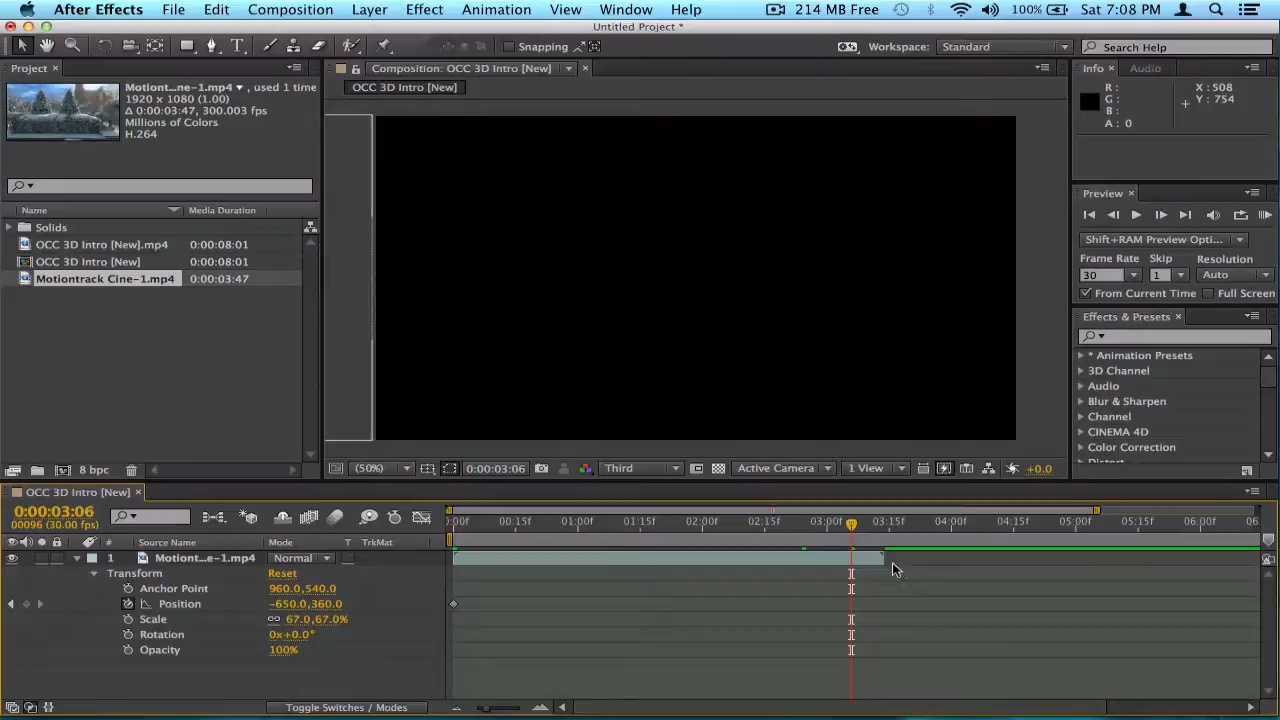 After Effects File Edit Composition Layer Effect Animation View Window Help 214 MB Free 100% Sat 7:08 PM
Untitled Project *
Snapping Workspace: Standard Search Help
Project Composition: OCC 3D Intro [New] Info Audio
Motiont...ne-1.mp4 , used 1 time
1920 x 1080 (1.00)
Δ 0:00:03:47, 300.003 fps
Millions of Colors
H.264
OCC 3D Intro [New]
R :
G :
B :
A : 0
X : 508
Y : 754
Name Media Duration
Solids
OCC 3D Intro [New].mp4 0:00:08:01
OCC 3D Intro [New] 0:00:08:01
Motiontrack Cine-1.mp4 0:00:03:47
Preview
Shift+RAM Preview Opti...
Frame Rate Skip Resolution
30 1 Auto
From Current Time Full Screen
Effects & Presets
* Animation Presets
3D Channel
Audio
Blur & Sharpen
Channel
CINEMA 4D
Color Correction
Distort
8 bpc
(50%) 0:00:03:06 Third Active Camera 1 View +0.0
OCC 3D Intro [New]
0:00:03:06
00096 (30.00 fps)
:00f 00:15f 01:00f 01:15f 02:00f 02:15f 03:00f 03:15f 04:00f 04:15f 05:00f 05:15f 06:00f 06
# Source Name Mode T TrkMat
1 Motiont...e-1.mp4 Normal
Transform Reset
Anchor Point 960.0,540.0
Position -650.0,360.0
Scale 67.0,67.0%
Rotation 0x+0.0°
Opacity 100%
Toggle Switches / Modes